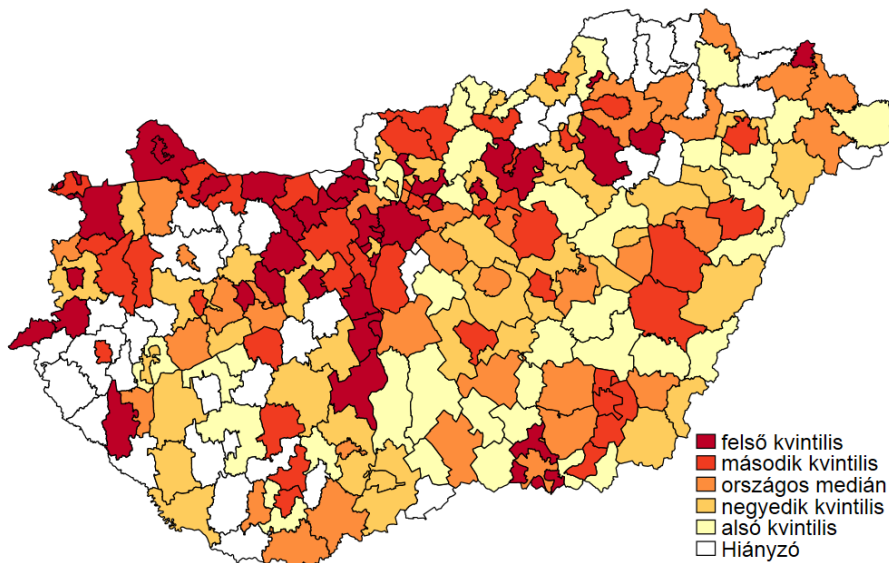 felső kvintilis
második kvintilis
országos medián
negyedik kvintilis
alsó kvintilis
Hiányzó